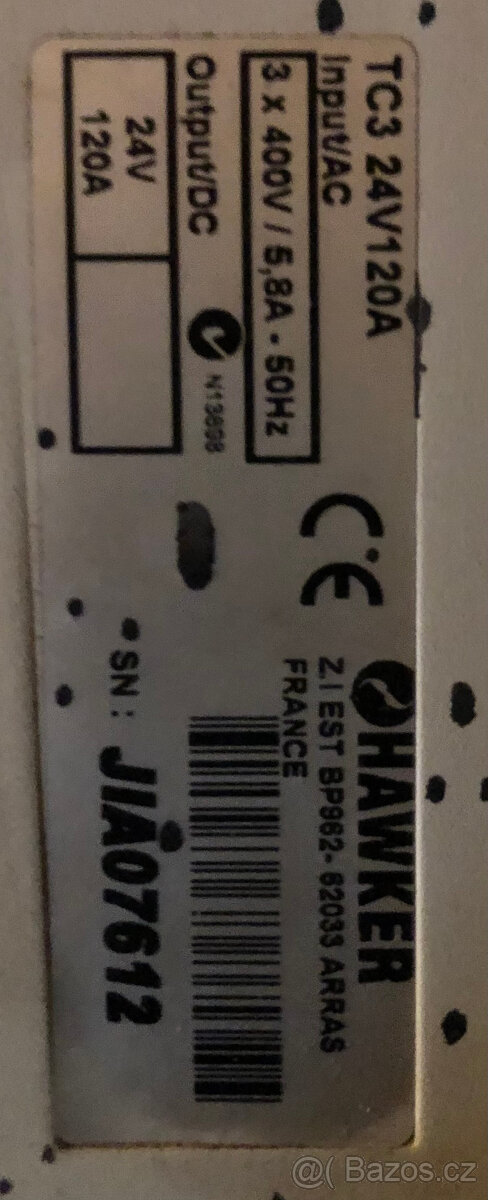 TC3 24V120A
Input/AC
3 x 400V / 5,8A - 50Hz
Output/DC
24V
120A
N13698
CE
HAWKER
Z.I EST BP962- 62033 ARRAS
FRANCE
SN : JIA07612
@( Bazos.cz